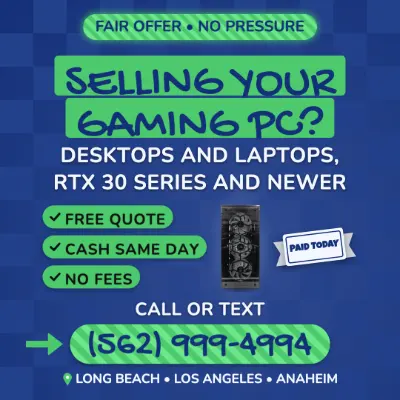 FAIR OFFER • NO PRESSURE
SELLING YOUR
GAMING PC?
DESKTOPS AND LAPTOPS,
RTX 30 SERIES AND NEWER
FREE QUOTE
CASH SAME DAY
NO FEES
PAID TODAY
CALL OR TEXT
(562) 999-4994
LONG BEACH • LOS ANGELES • ANAHEIM